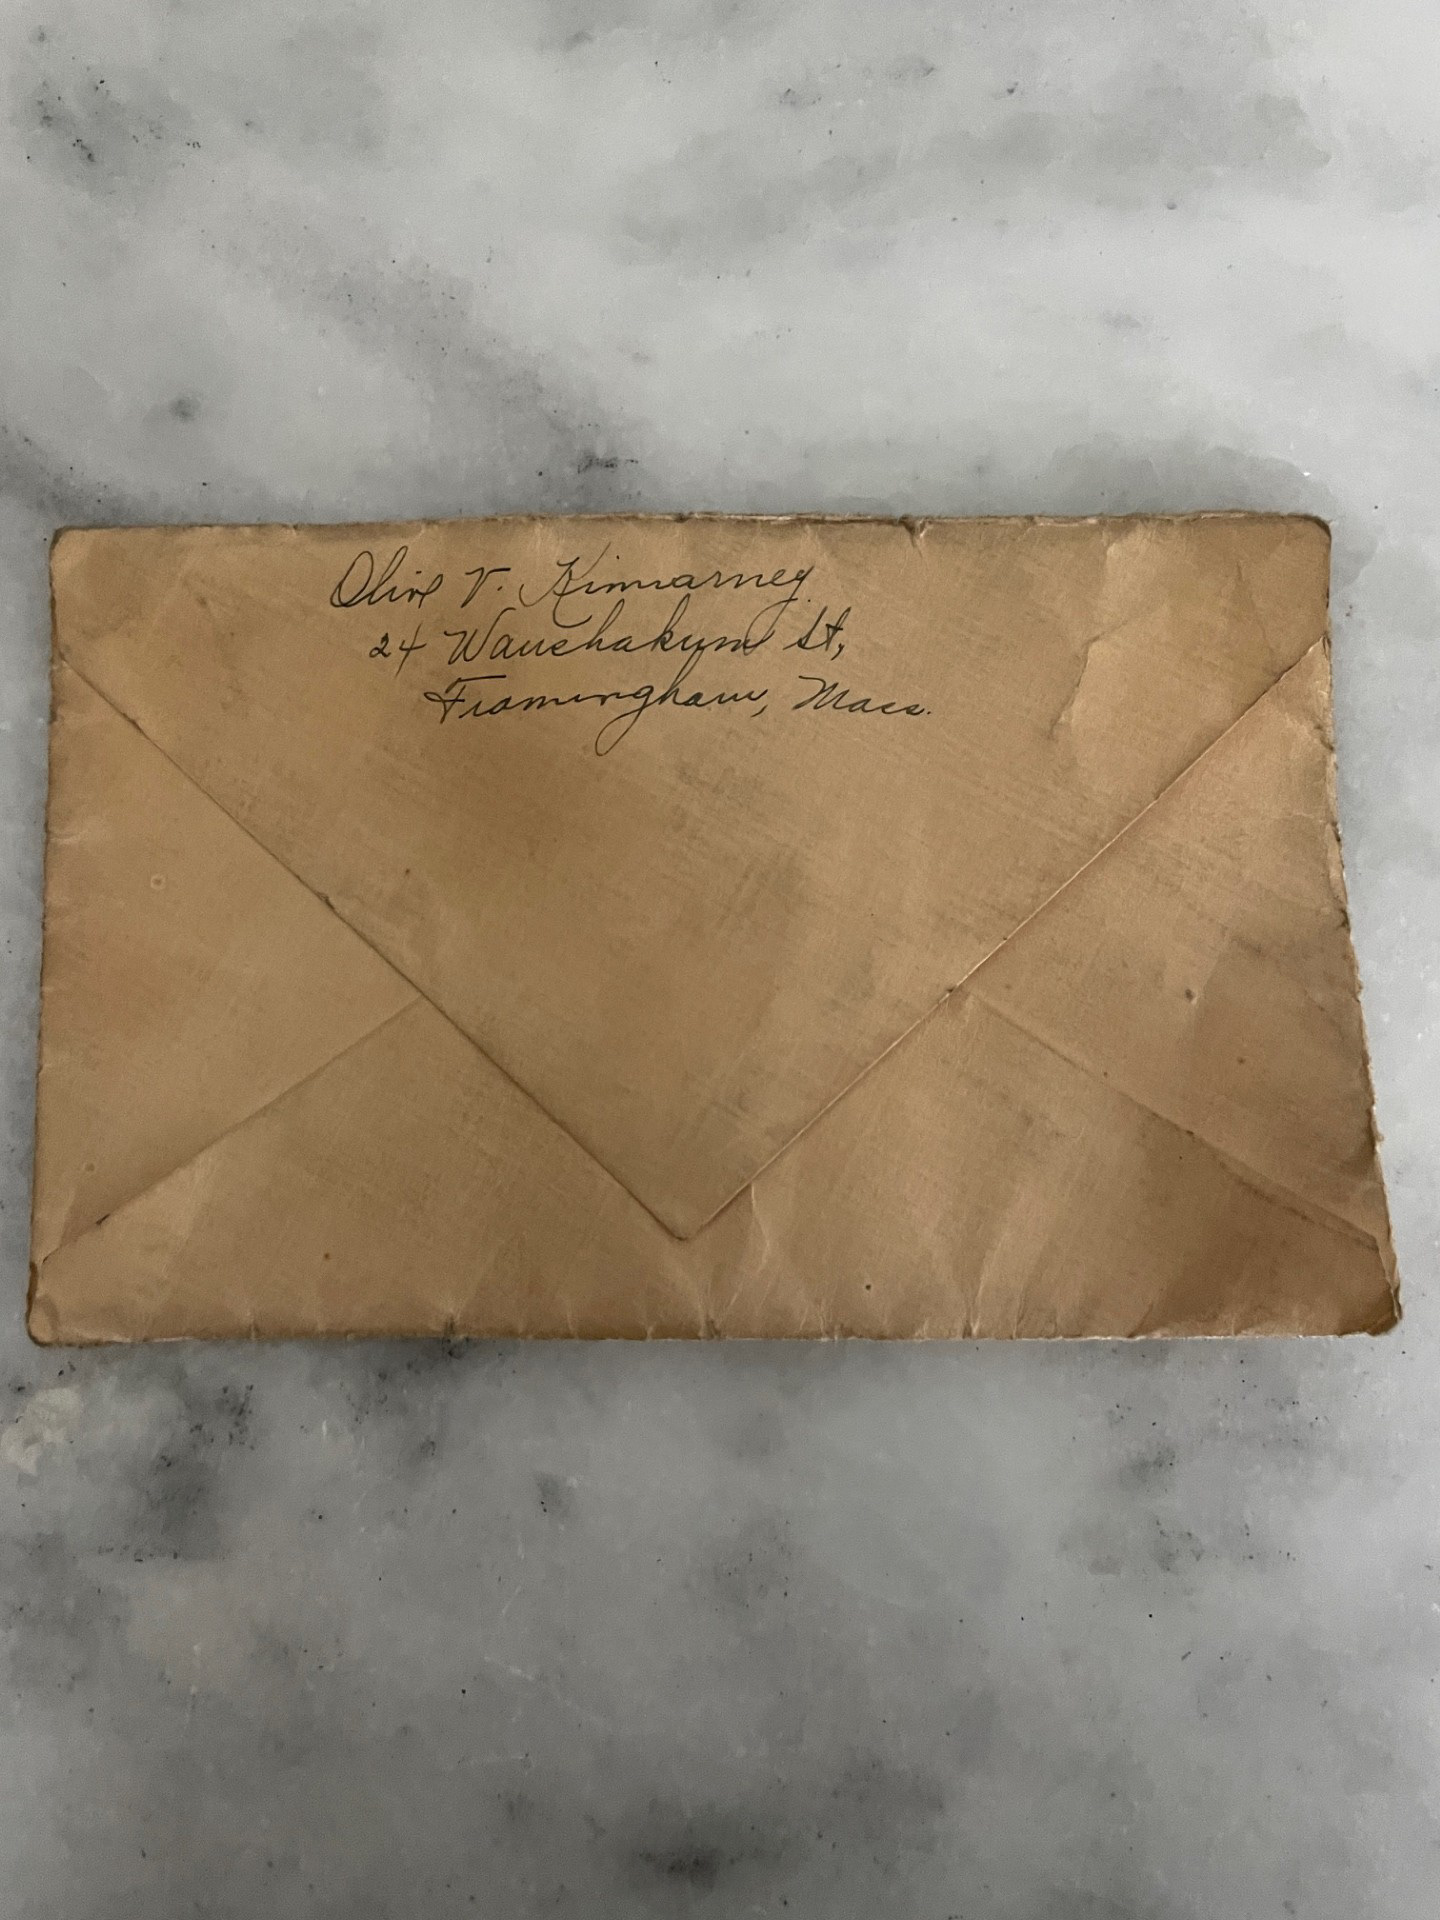 Olive V. Kinnarney.
24 Waushakum St,
Framingham, Mass.